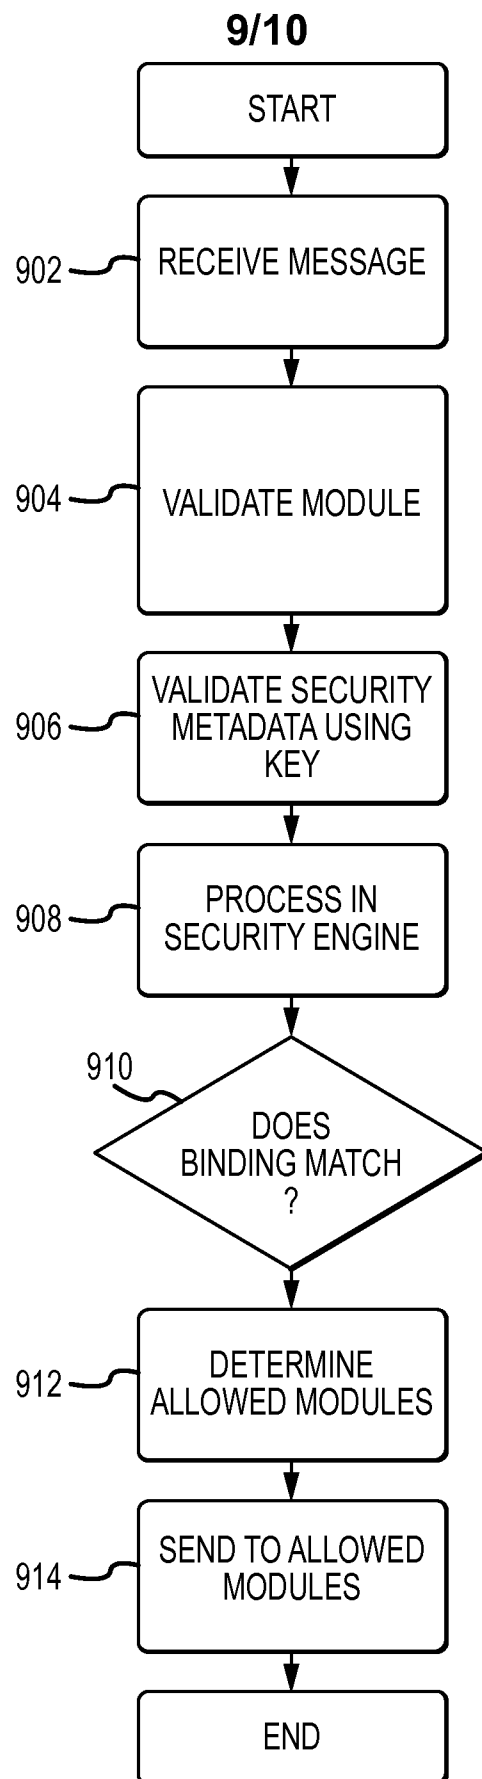 9/10
START
902
RECEIVE MESSAGE
904
VALIDATE MODULE
906
VALIDATE SECURITY
METADATA USING
KEY
908
PROCESS IN
SECURITY ENGINE
910
DOES
BINDING MATCH
?
912
DETERMINE
ALLOWED MODULES
914
SEND TO ALLOWED
MODULES
END